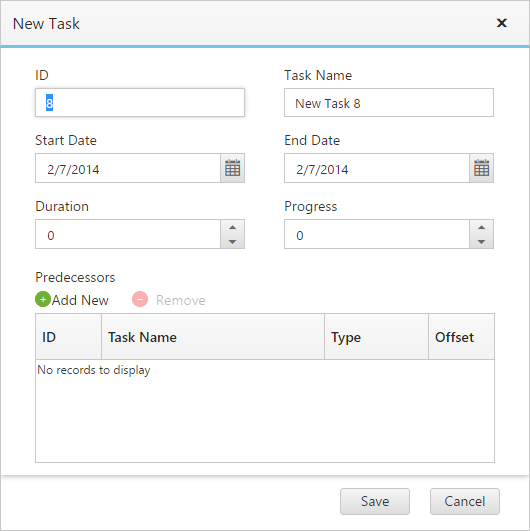 New Task
ID Task Name
8 New Task 8
Start Date End Date
2/7/2014 2/7/2014
Duration Progress
0 0
Predecessors
Add New Remove
ID Task Name Type Offset
No records to display
Save Cancel